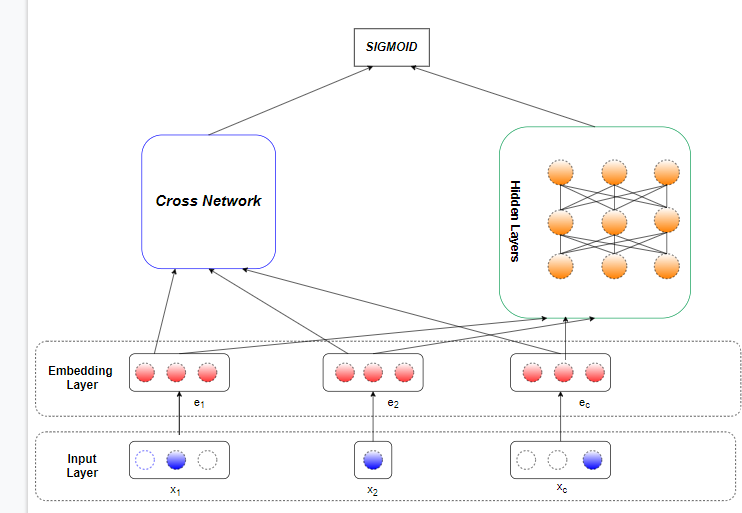 SIGMOID
Cross Network
Hidden Layers
Embedding
Layer
e1
e2
ec
Input
Layer
x1
x2
xc